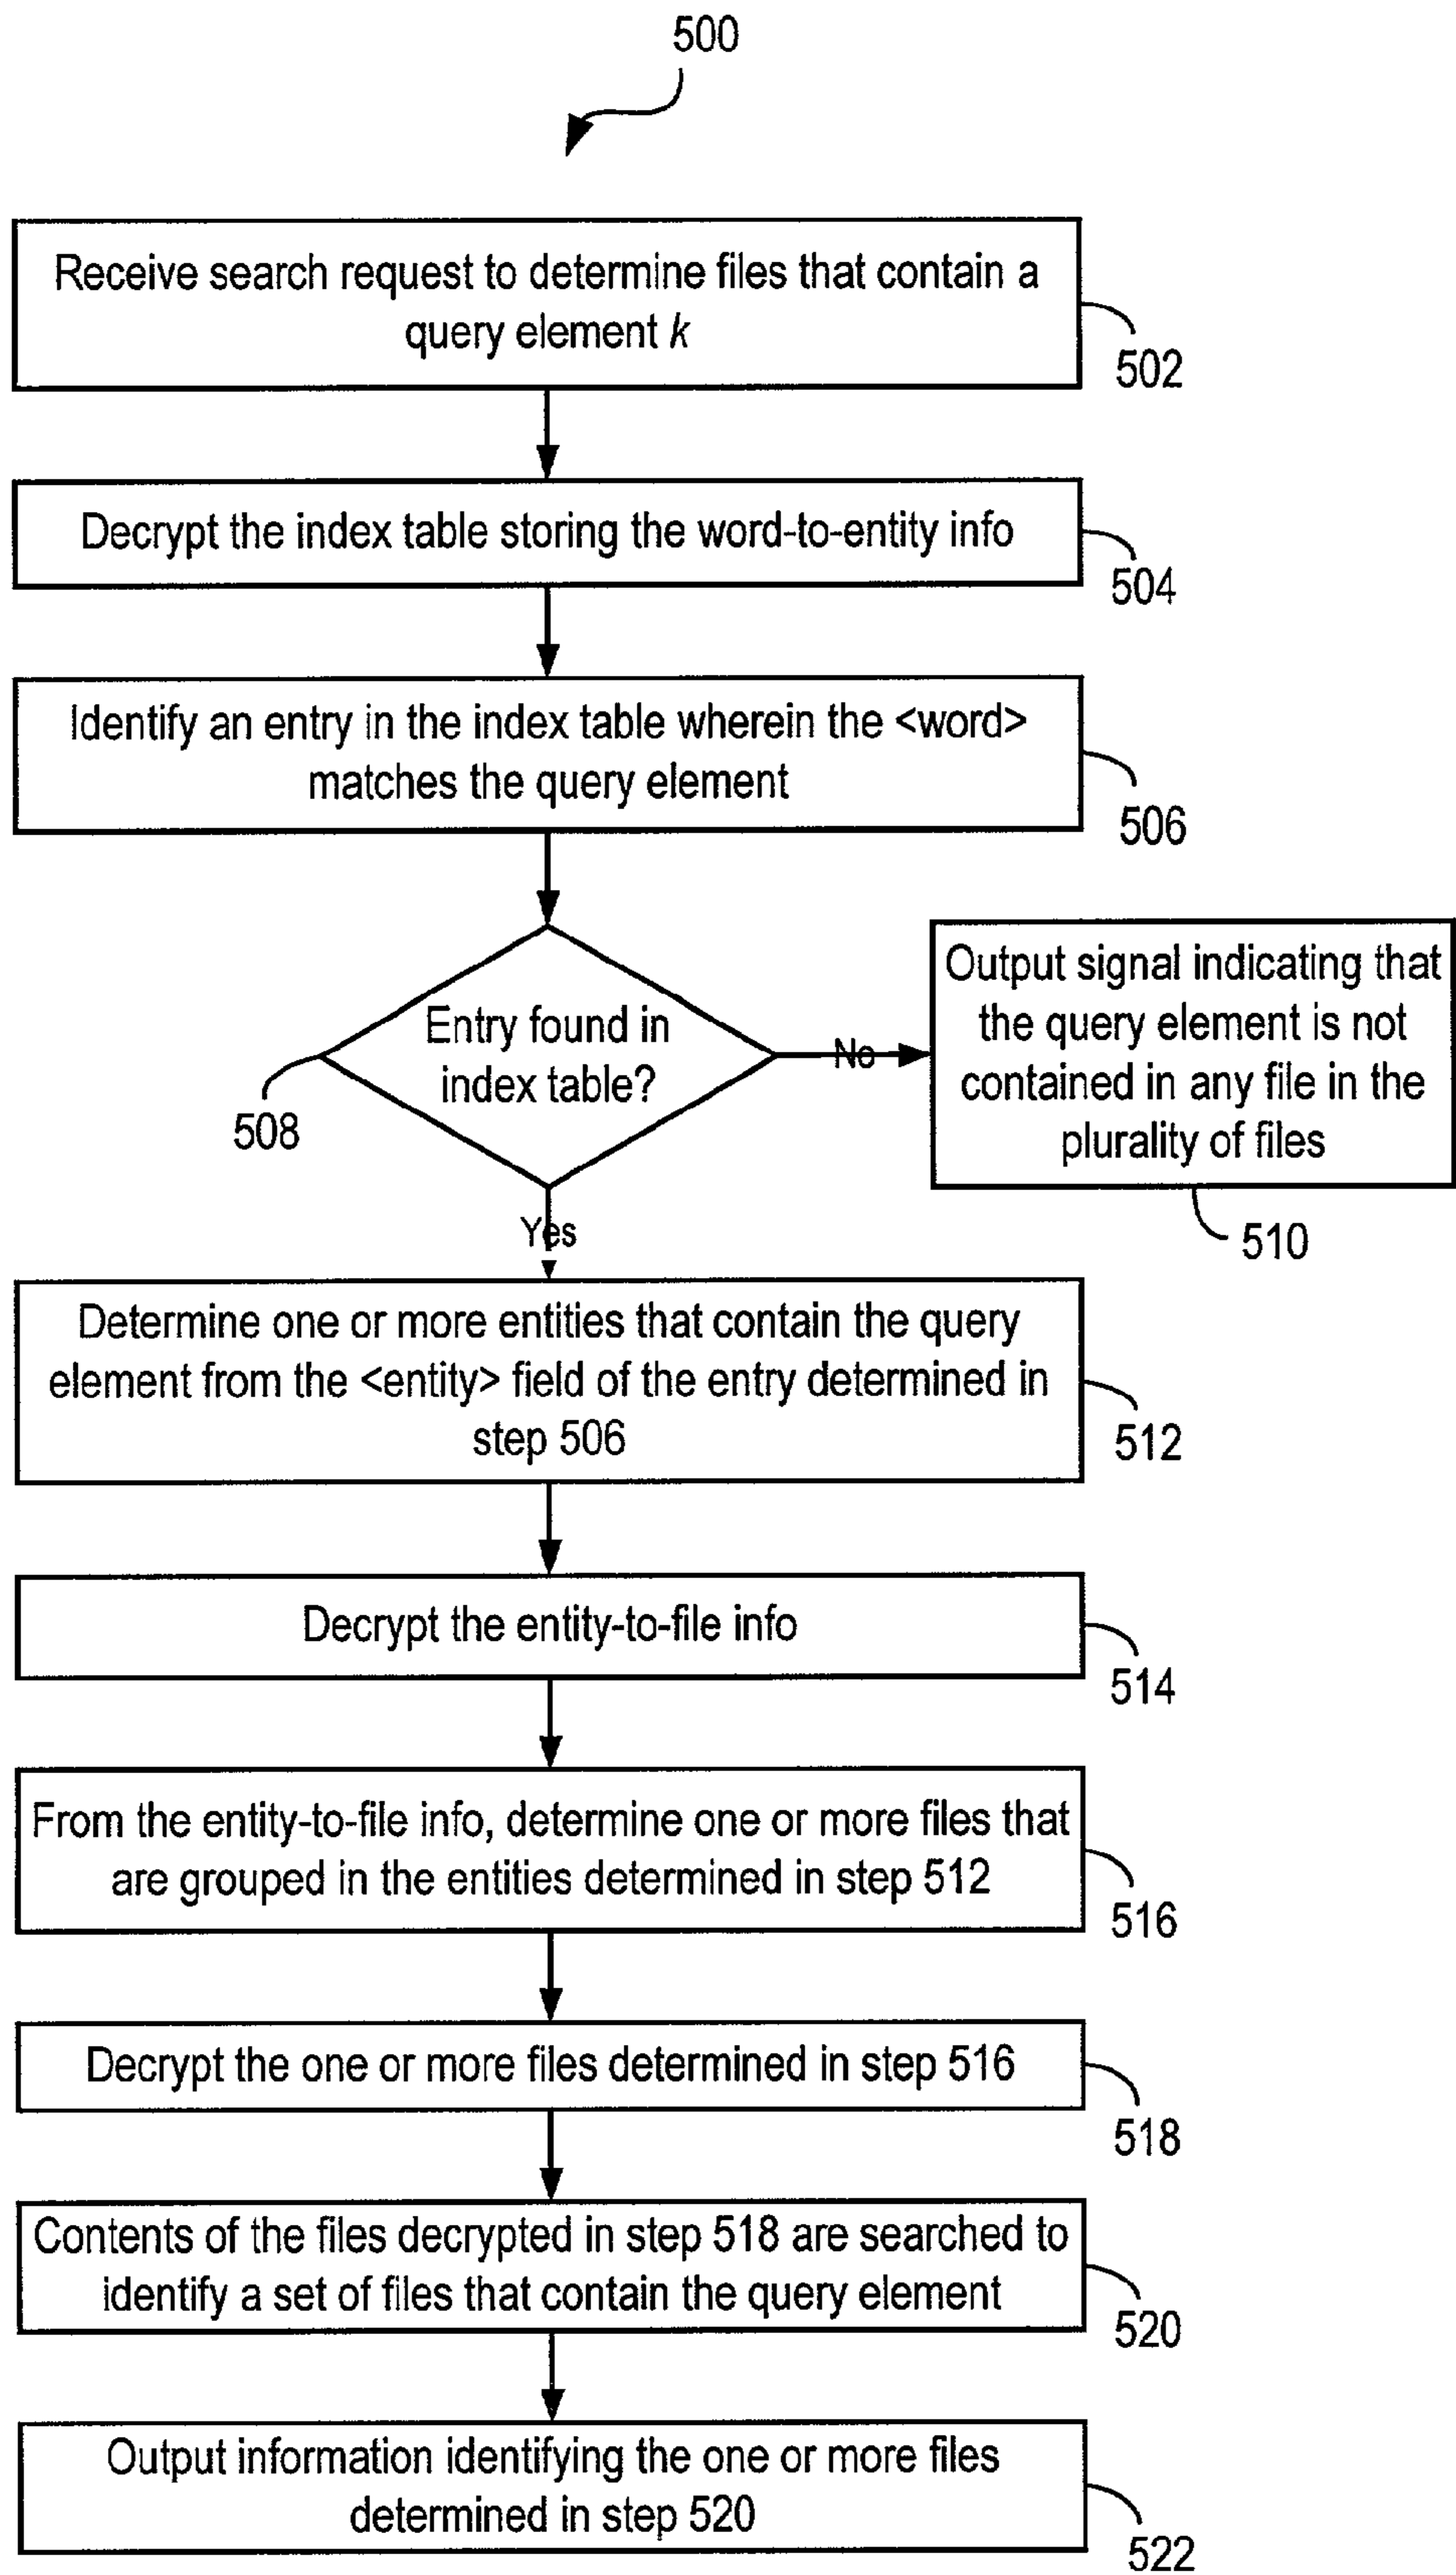 500
Receive search request to determine files that contain a
query element k
502
Decrypt the index table storing the word-to-entity info
504
Identify an entry in the index table wherein the <word>
matches the query element
506
Entry found in
index table?
508
No
Output signal indicating that
the query element is not
contained in any file in the
plurality of files
510
Yes
Determine one or more entities that contain the query
element from the <entity> field of the entry determined in
step 506
512
Decrypt the entity-to-file info
514
From the entity-to-file info, determine one or more files that
are grouped in the entities determined in step 512
516
Decrypt the one or more files determined in step 516
518
Contents of the files decrypted in step 518 are searched to
identify a set of files that contain the query element
520
Output information identifying the one or more files
determined in step 520
522